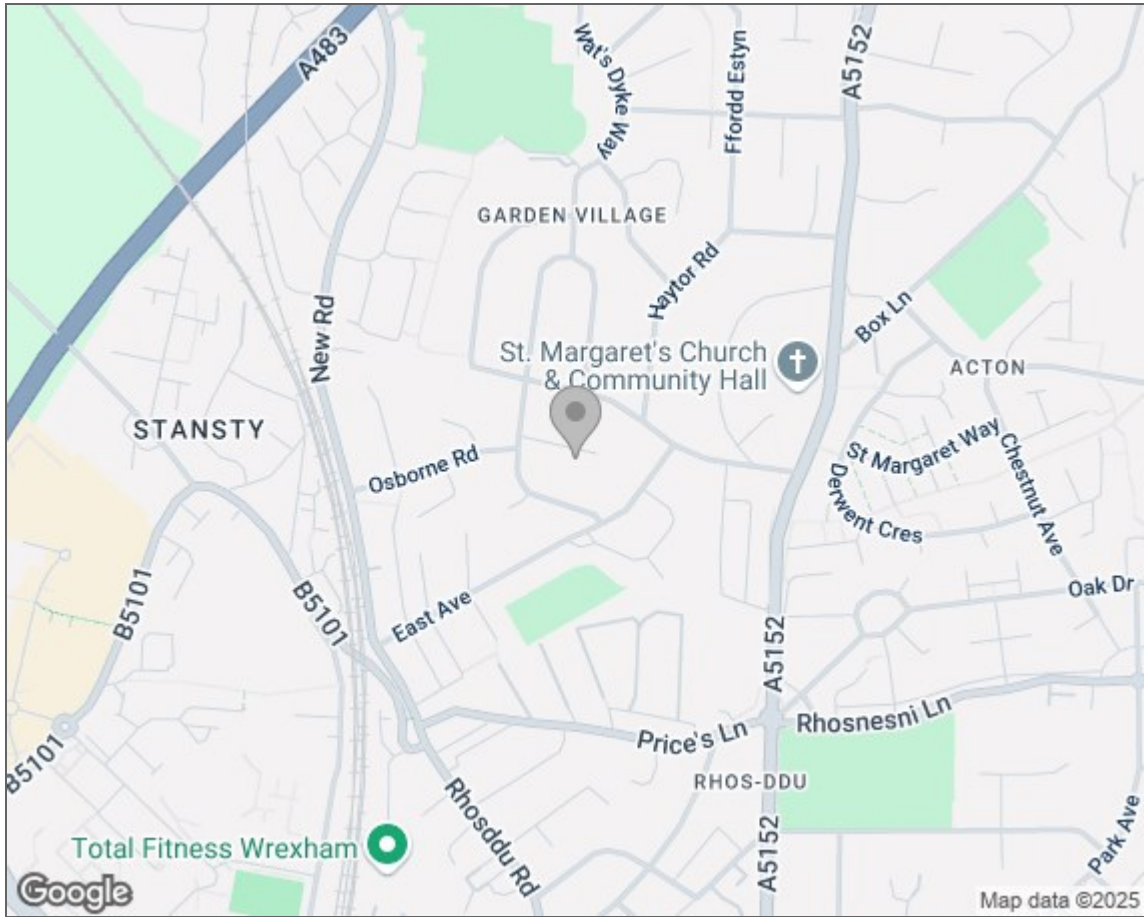 A483
Wat's Dyke Way
Ffordd Estyn
A5152
GARDEN VILLAGE
Haytor Rd
New Rd
Box Ln
St. Margaret's Church
& Community Hall
ACTON
STANSTY
Osborne Rd
St Margaret Way
Chestnut Ave
Derwent Cres
B5101
B5101
East Ave
Oak Dr
A5152
Rhosnesni Ln
Price's Ln
B5101
RHOS-DDU
Rhosddu Rd
Total Fitness Wrexham
A5152
Park Ave
Google
Map data ©2025